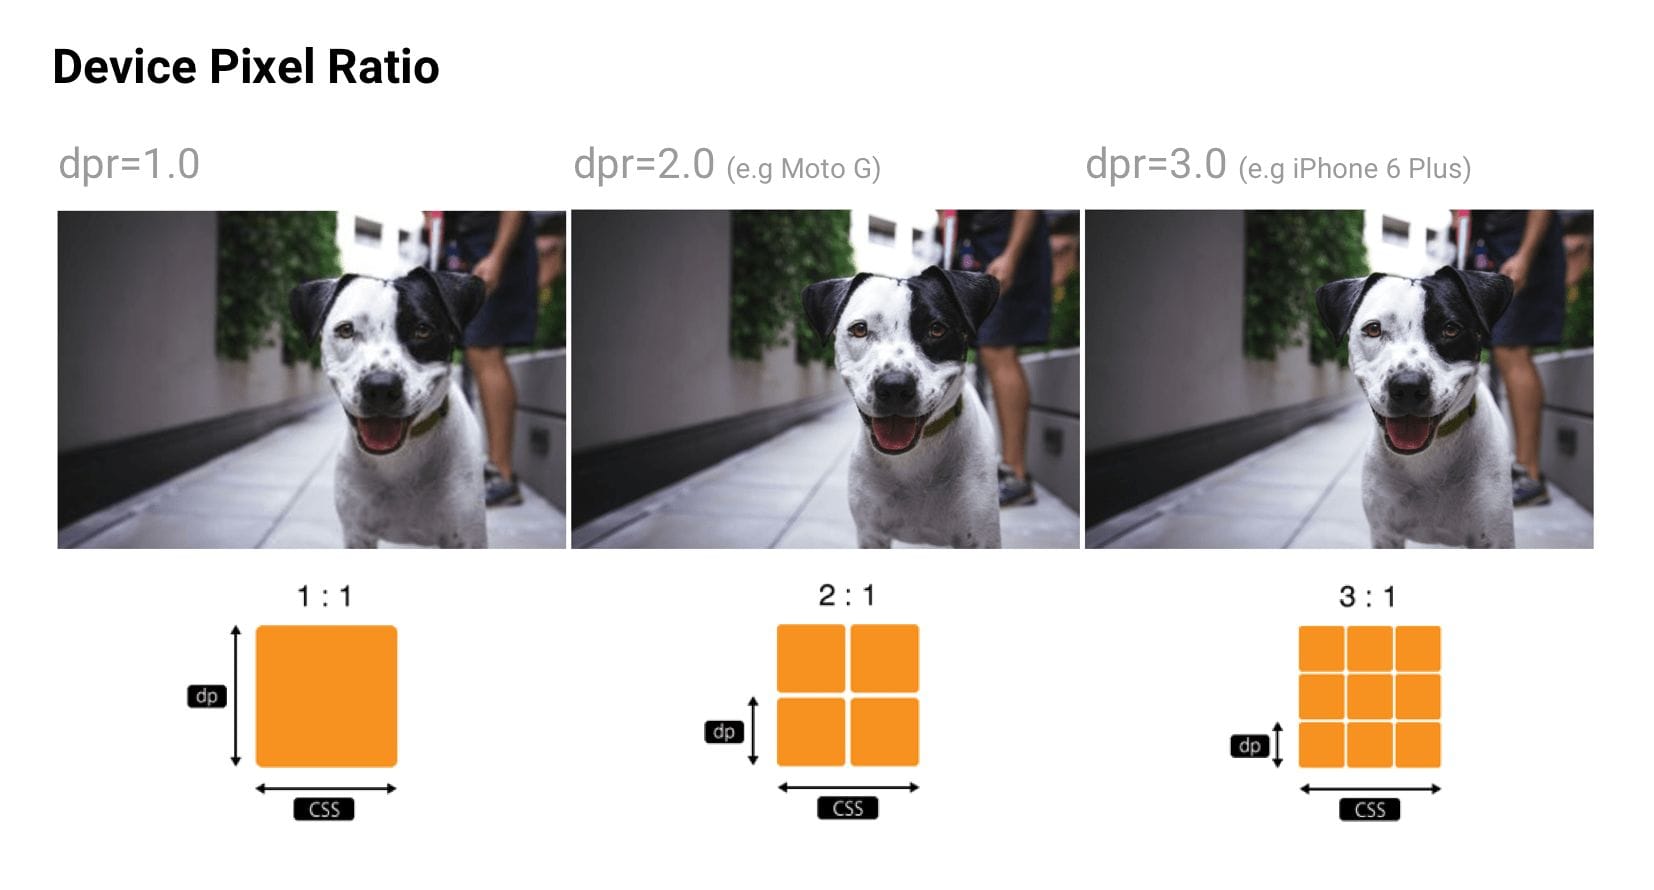 Device Pixel Ratio
dpr=1.0
dpr=2.0 (e.g Moto G)
dpr=3.0 (e.g iPhone 6 Plus)
1 : 1
2 : 1
3 : 1
dp
dp
dp
CSS
CSS
CSS